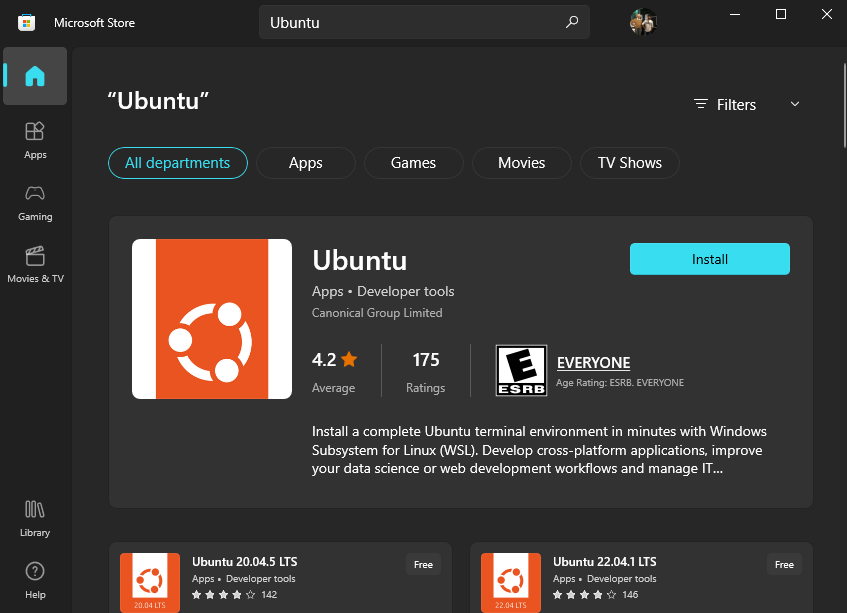 Microsoft Store
Ubuntu
“Ubuntu”
Filters
All departments
Apps
Games
Movies
TV Shows
Apps
Gaming
Movies & TV
Library
Help
Ubuntu
Install
Apps • Developer tools
Canonical Group Limited
4.2
175
Average
Ratings
E
ESRB
EVERYONE
Age Rating: ESRB. EVERYONE
Install a complete Ubuntu terminal environment in minutes with Windows
Subsystem for Linux (WSL). Develop cross-platform applications, improve
your data science or web development workflows and manage IT...
20.04 LTS
Ubuntu 20.04.5 LTS
Free
Apps • Developer tools
142
22.04 LTS
Ubuntu 22.04.1 LTS
Free
Apps • Developer tools
146